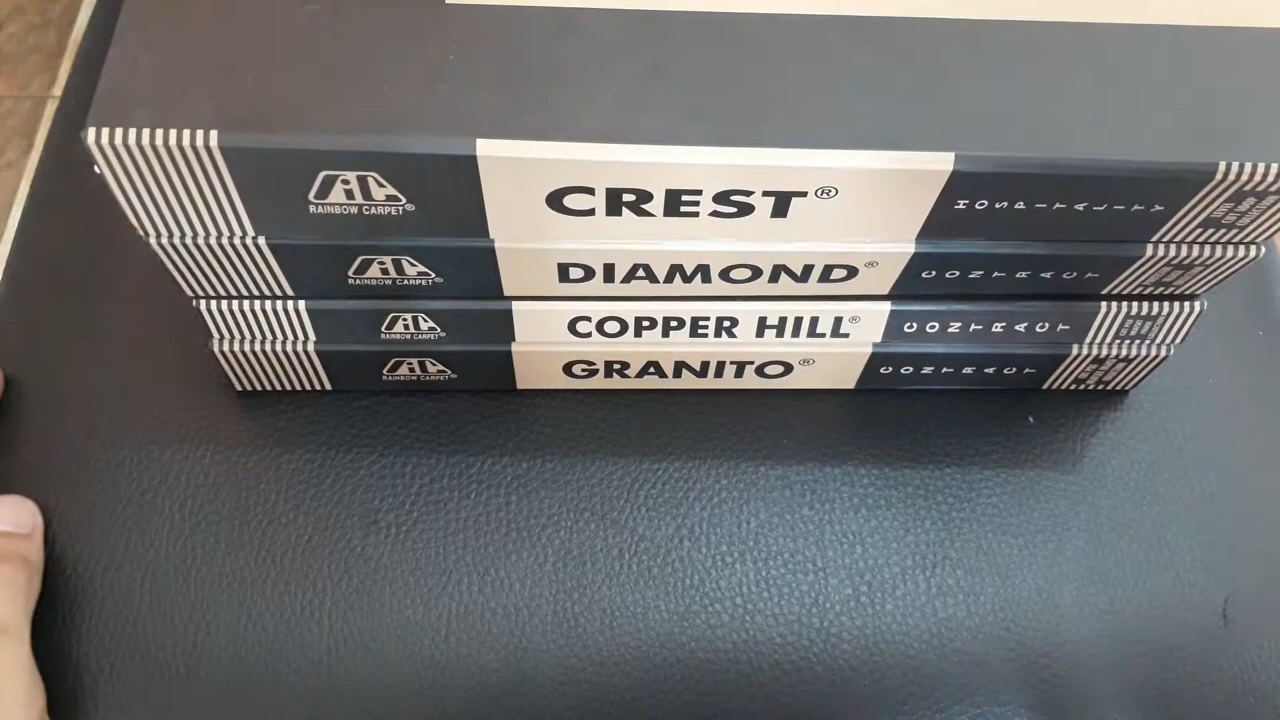 RAINBOW CARPET®
CREST®
HOSPITALITY
RAINBOW CARPET®
DIAMOND®
CONTRACT
RAINBOW CARPET®
COPPER HILL®
CONTRACT
RAINBOW CARPET®
GRANITO®
CONTRACT